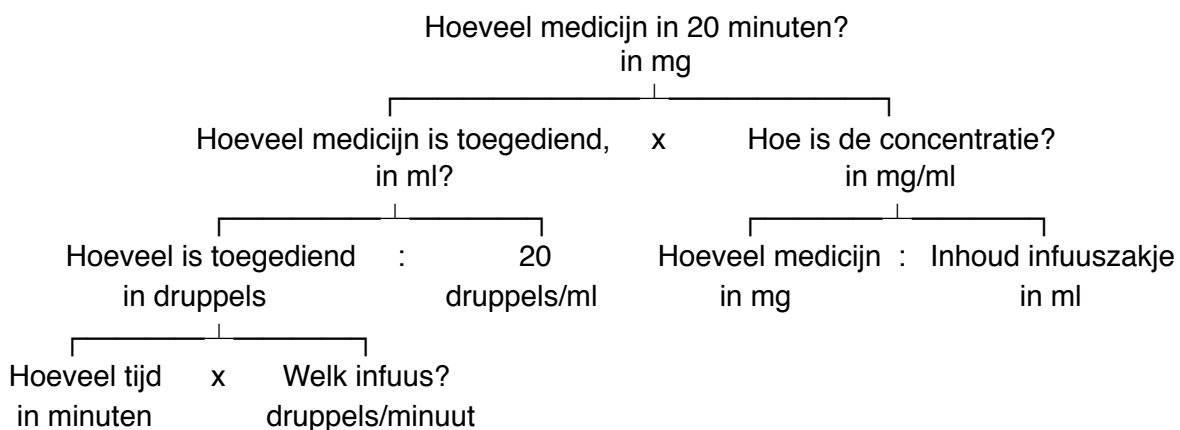 Hoeveel medicijn in 20 minuten?
in mg
Hoeveel medicijn is toegediend, x Hoe is de concentratie?
in ml? in mg/ml
Hoeveel is toegediend : 20 Hoeveel medicijn : Inhoud infuuszakje
in druppels druppels/ml in mg in ml
Hoeveel tijd x Welk infuus?
in minuten druppels/minuut